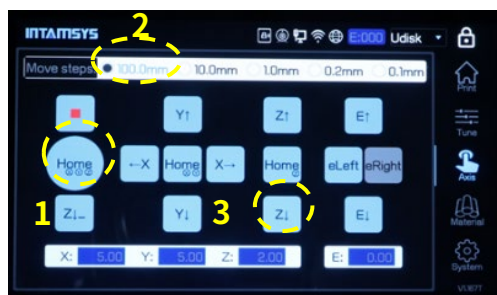 INTAMSYS E:000 Udisk
2
Move steps: 100.0mm 10.0mm 1.0mm 0.2mm 0.1mm
Print
Y↑ Z↑ E↑
Tune
Home ←X Home X→ Home eLeft eRight
Axis
1 Z↓_ Y↓ 3 Z↓ E↓
Material
X: 5.00 Y: 5.00 Z: 2.00 E: 0.00
System